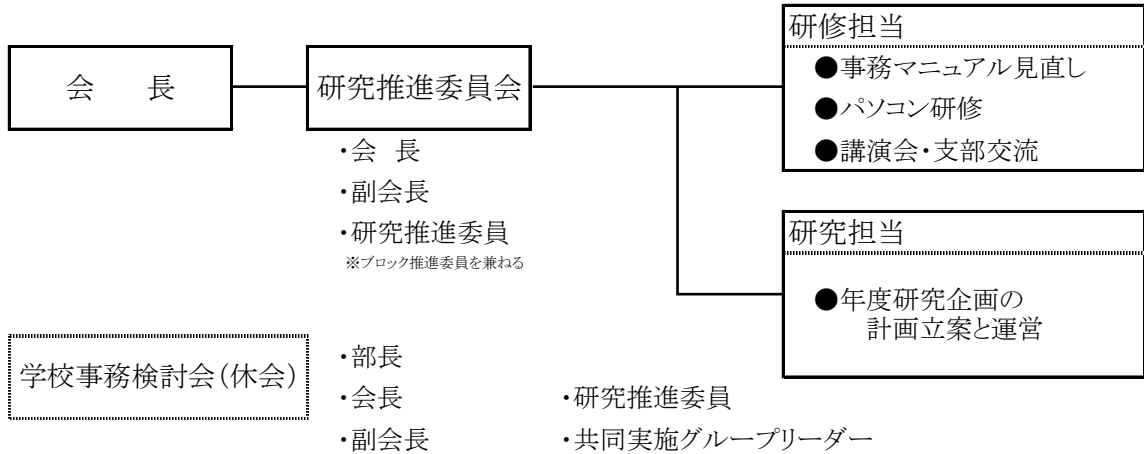 会　　長
研究推進委員会
・会　長
・副会長
・研究推進委員
※ブロック推進委員を兼ねる
研修担当
●事務マニュアル見直し
●パソコン研修
●講演会・支部交流
研究担当
●年度研究企画の
計画立案と運営
学校事務検討会(休会)
・部長
・会長
・副会長
・研究推進委員
・共同実施グループリーダー